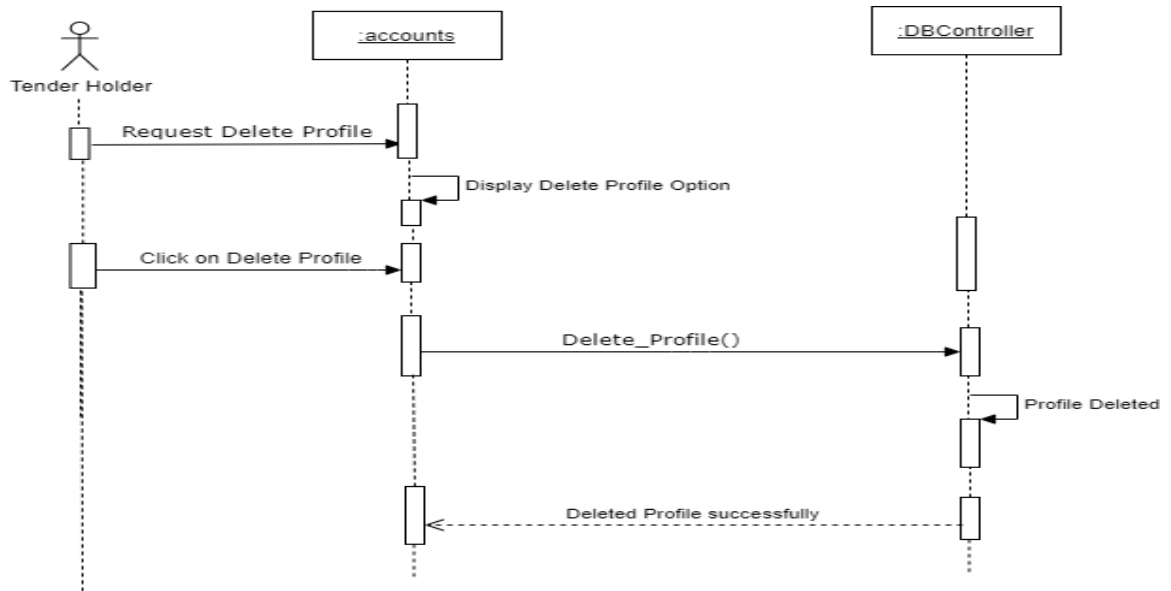 :accounts
:DBController
Tender Holder
Request Delete Profile
Display Delete Profile Option
Click on Delete Profile
Delete_Profile()
Profile Deleted
Deleted Profile successfully